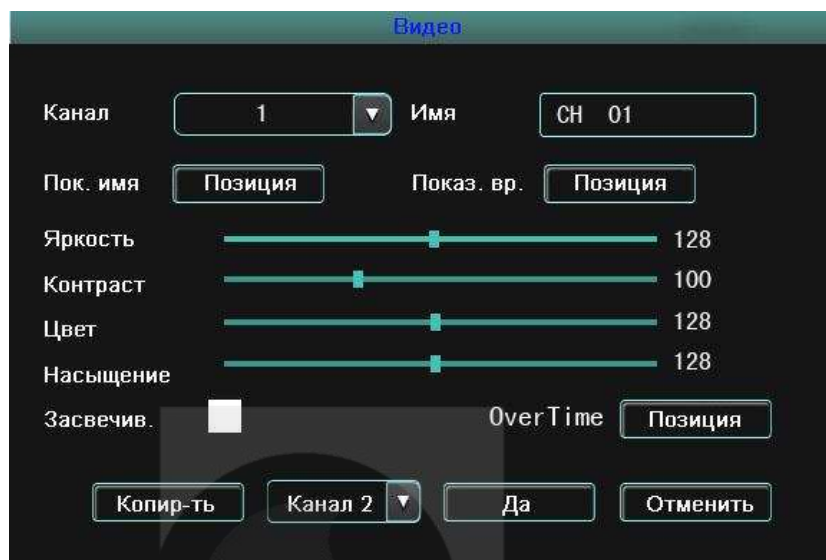 Видео
Канал 1 Имя CH 01
Пок. имя Позиция Показ. вр. Позиция
Яркость 128
Контраст 100
Цвет 128
Насыщение 128
Засвечив. OverTime Позиция
Копир-ть Канал 2 Да Отменить